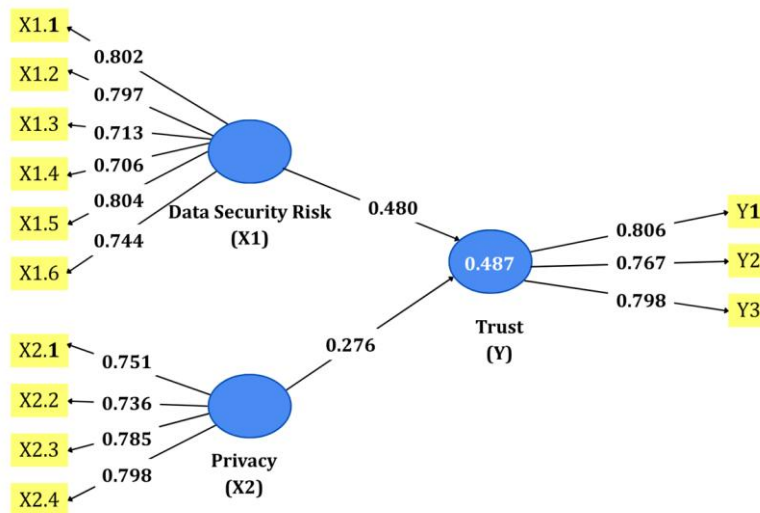 X1.1
0.802
X1.2
0.797
X1.3
0.713
X1.4
0.706
X1.5
0.804
X1.6
0.744
Data Security Risk
(X1)
0.480
0.487
Trust
(Y)
0.806
Y1
0.767
Y2
0.798
Y3
0.276
X2.1
0.751
X2.2
0.736
X2.3
0.785
X2.4
0.798
Privacy
(X2)